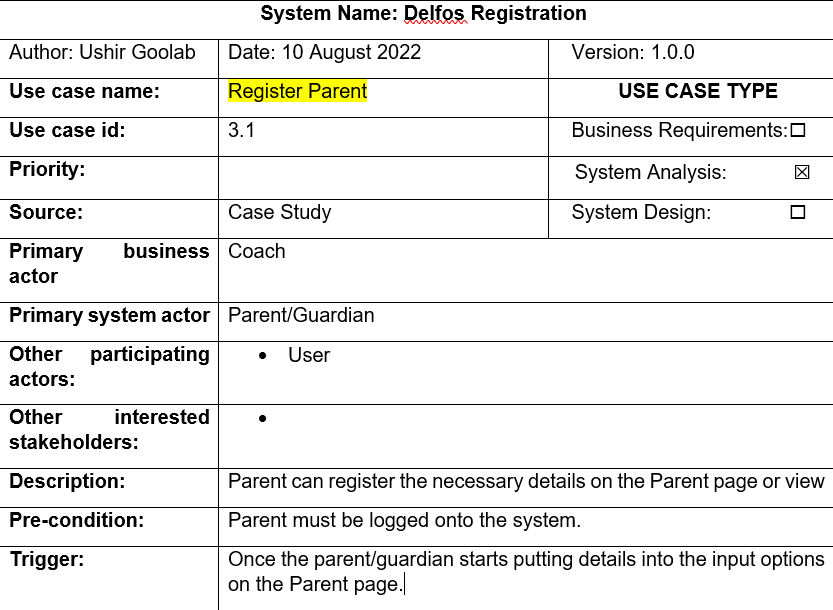 System Name: Delfos Registration
Author: Ushir Goolab Date: 10 August 2022 Version: 1.0.0
Use case name: Register Parent USE CASE TYPE
Use case id: 3.1 Business Requirements:☐
Priority: System Analysis: ☒
Source: Case Study System Design: ☐
Primary business
actor
Coach
Primary system actor Parent/Guardian
Other participating
actors:
• User
Other interested
stakeholders:
•
Description: Parent can register the necessary details on the Parent page or view
Pre-condition: Parent must be logged onto the system.
Trigger: Once the parent/guardian starts putting details into the input options
on the Parent page.